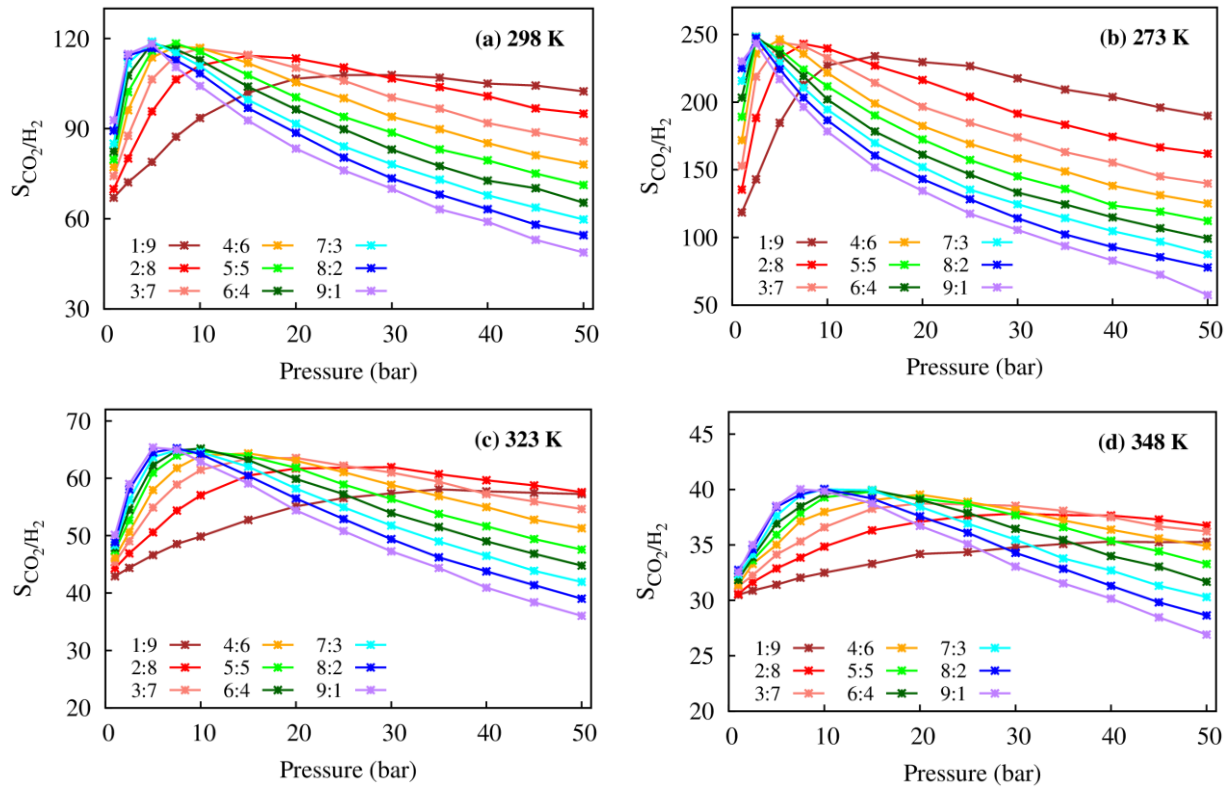 (a) 298 K
S_CO₂/H₂
120
90
60
30
1:9 4:6 7:3
2:8 5:5 8:2
3:7 6:4 9:1
0 10 20 30 40 50
Pressure (bar)
(b) 273 K
S_CO₂/H₂
250
200
150
100
50
1:9 4:6 7:3
2:8 5:5 8:2
3:7 6:4 9:1
0 10 20 30 40 50
Pressure (bar)
(c) 323 K
S_CO₂/H₂
70
60
50
40
30
20
1:9 4:6 7:3
2:8 5:5 8:2
3:7 6:4 9:1
0 10 20 30 40 50
Pressure (bar)
(d) 348 K
S_CO₂/H₂
45
40
35
30
25
20
1:9 4:6 7:3
2:8 5:5 8:2
3:7 6:4 9:1
0 10 20 30 40 50
Pressure (bar)